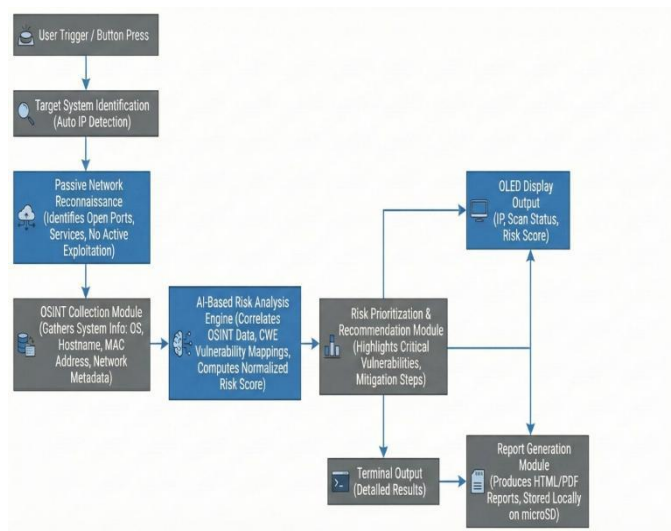 User Trigger / Button Press
Target System Identification
(Auto IP Detection)
Passive Network
Reconnaissance
(Identifies Open Ports,
Services, No Active
Exploitation)
OSINT Collection Module
(Gathers System Info: OS,
Hostname, MAC
Address, Network
Metadata)
AI-Based Risk Analysis
Engine (Correlates
OSINT Data, CWE
Vulnerability Mappings,
Computes Normalized
Risk Score)
Risk Prioritization &
Recommendation Module
(Highlights Critical
Vulnerabilities,
Mitigation Steps)
OLED Display
Output
(IP, Scan Status,
Risk Score)
Terminal Output
(Detailed Results)
Report Generation
Module
(Produces HTML/PDF
Reports, Stored Locally
on microSD)